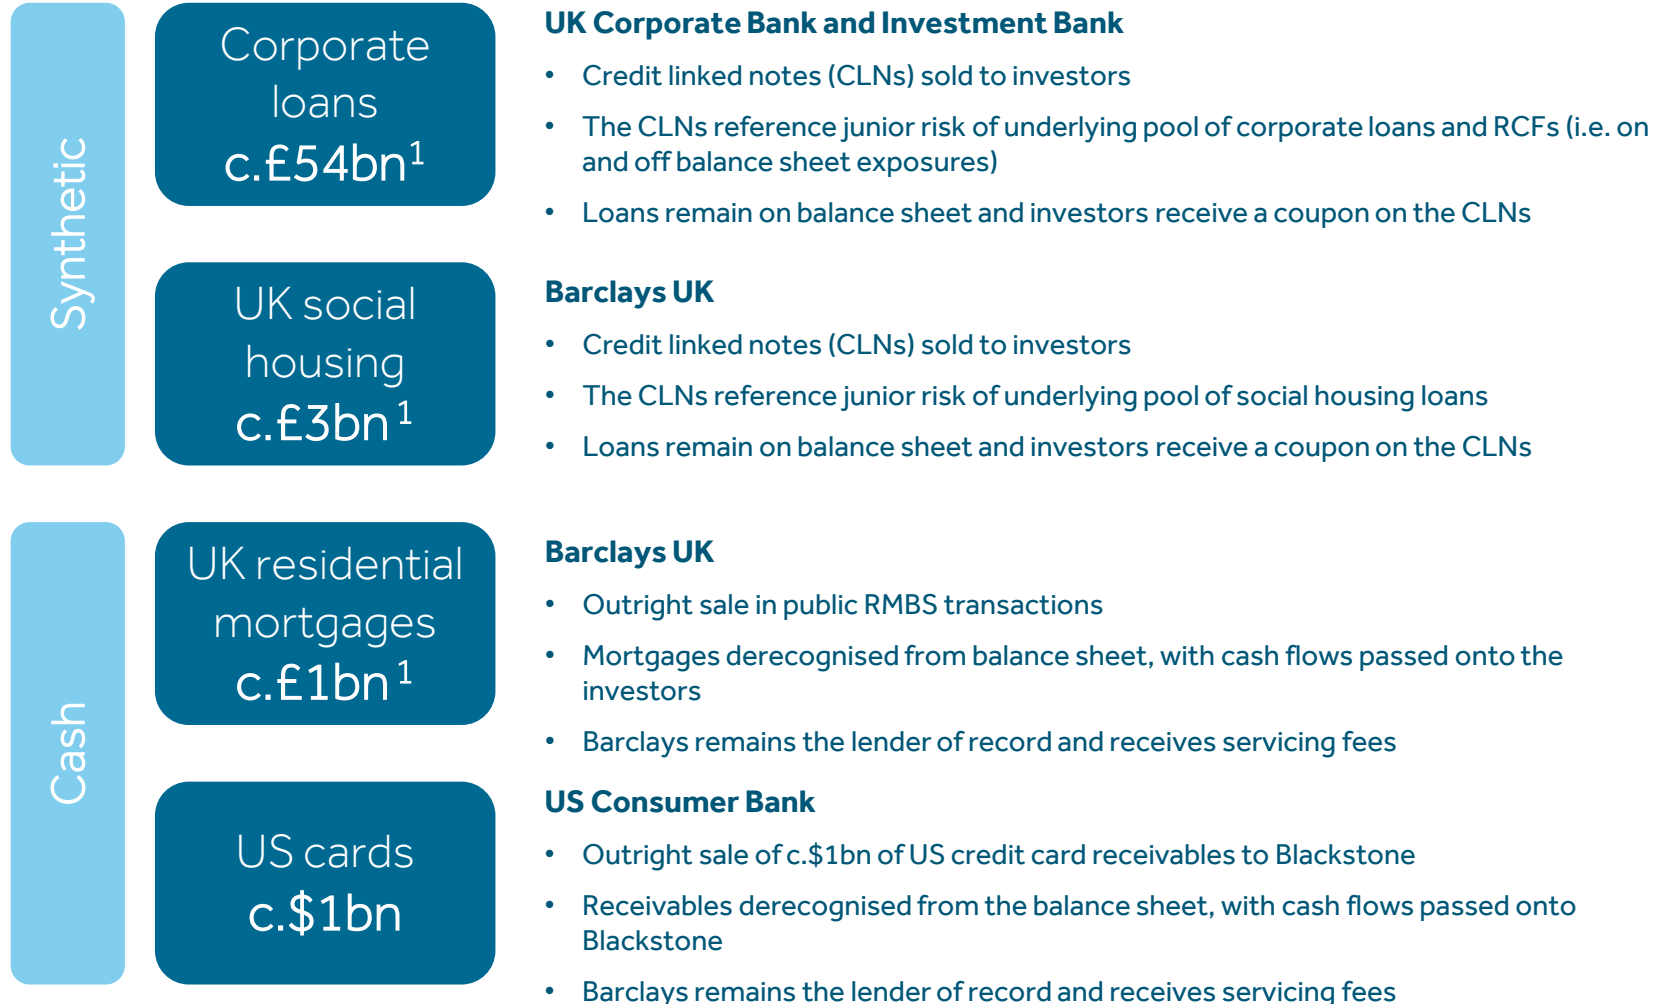 Synthetic
Corporate
loans
c.£54bn¹
UK Corporate Bank and Investment Bank
• Credit linked notes (CLNs) sold to investors
• The CLNs reference junior risk of underlying pool of corporate loans and RCFs (i.e. on
and off balance sheet exposures)
• Loans remain on balance sheet and investors receive a coupon on the CLNs
UK social
housing
c.£3bn¹
Barclays UK
• Credit linked notes (CLNs) sold to investors
• The CLNs reference junior risk of underlying pool of social housing loans
• Loans remain on balance sheet and investors receive a coupon on the CLNs
Cash
UK residential
mortgages
c.£1bn¹
Barclays UK
• Outright sale in public RMBS transactions
• Mortgages derecognised from balance sheet, with cash flows passed onto the
investors
• Barclays remains the lender of record and receives servicing fees
US cards
c.$1bn
US Consumer Bank
• Outright sale of c.$1bn of US credit card receivables to Blackstone
• Receivables derecognised from the balance sheet, with cash flows passed onto
Blackstone
• Barclays remains the lender of record and receives servicing fees